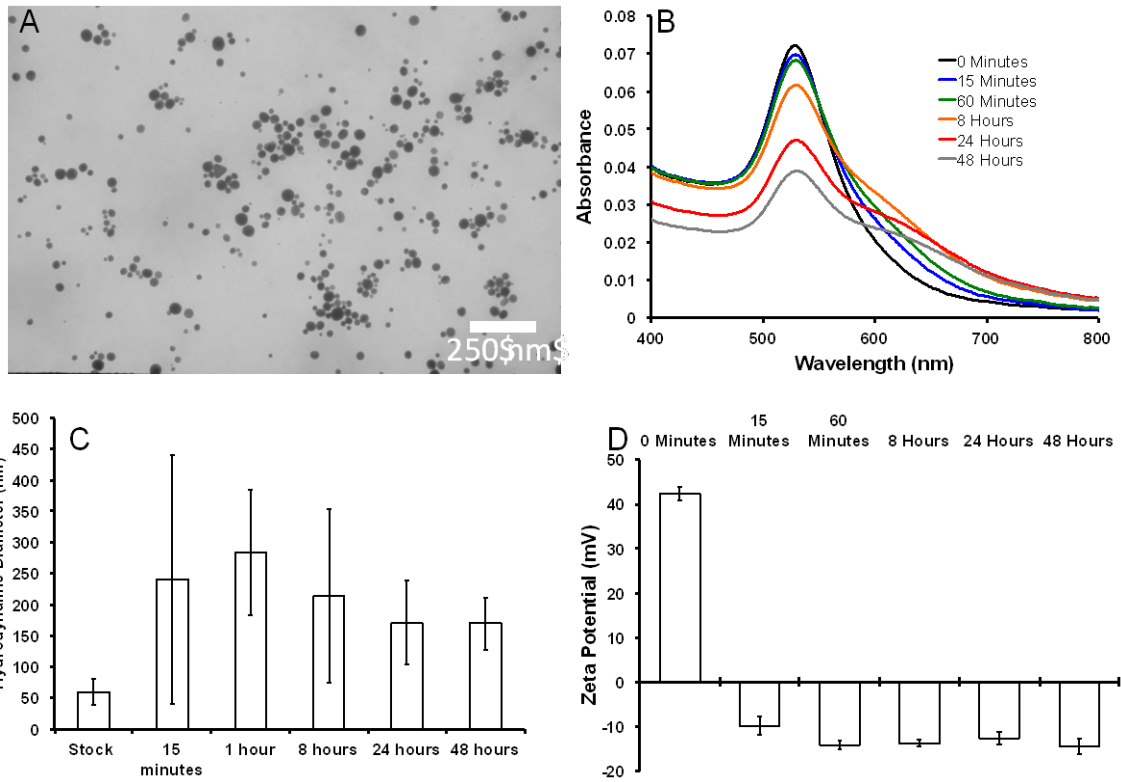 A
250$nm$
B
0.08
0.07
0.06
0.05
0.04
0.03
0.02
0.01
0
Absorbance
400
500
600
700
800
Wavelength (nm)
0 Minutes
15 Minutes
60 Minutes
8 Hours
24 Hours
48 Hours
C
500
450
400
350
300
250
200
150
100
50
0
Stock
15 minutes
1 hour
8 hours
24 hours
48 hours
D
0 Minutes
15 Minutes
60 Minutes
8 Hours
24 Hours
48 Hours
Zeta Potential (mV)
50
40
30
20
10
0
-10
-20